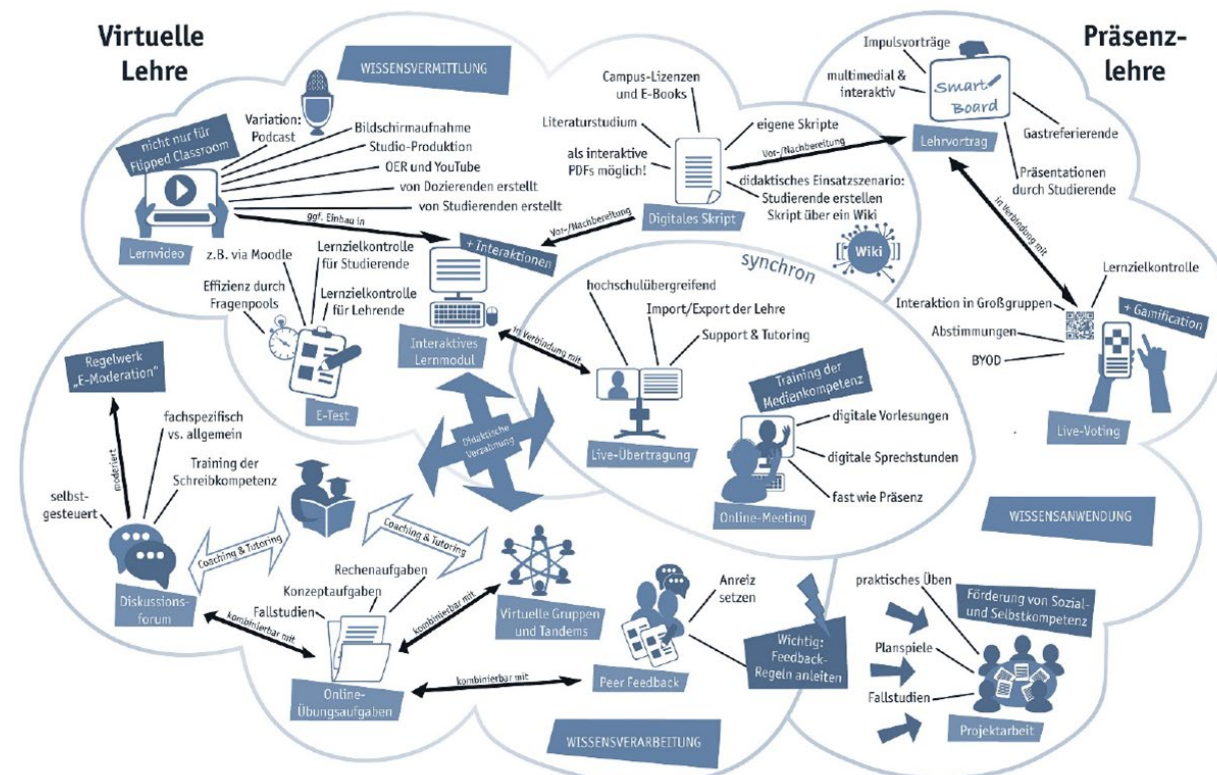 Virtuelle
Lehre
WISSENSVERMITTLUNG
nicht nur für
Flipped Classroom
Variation:
Podcast
Bildschirmaufnahme
Studio-Produktion
OER und YouTube
von Dozierenden erstellt
von Studierenden erstellt
Lernvideo
ggf. Einbau in
Campus-Lizenzen
und E-Books
Literaturstudium
als interaktive
PDFs möglich!
eigene Skripte
didaktisches Einsatzszenario:
Studierende erstellen
Skript über ein Wiki
Wiki
Digitales Skript
Vor-/Nachbereitung
Vor-/Nachbereitung
Präsenz-
lehre
Impulsvorträge
multimedial &
interaktiv
Smart
Board
Gastreferierende
Präsentationen
durch Studierende
Lehrvortrag
in Verbindung mit
+ Interaktionen
Interaktives
Lernmodul
z.B. via Moodle
Effizienz durch
Fragenpools
Lernzielkontrolle
für Studierende
Lernzielkontrolle
für Lehrende
E-Test
in Verbindung mit
synchron
hochschulübergreifend
Import/Export der Lehre
Support & Tutoring
Live-Übertragung
Training der
Medienkompetenz
digitale Vorlesungen
digitale Sprechstunden
fast wie Präsenz
Online-Meeting
Lernzielkontrolle
Interaktion in Großgruppen
Abstimmungen
BYOD
+ Gamification
Live-Voting
Didaktische
Verzahnung
Regelwerk
„E-Moderation“
moderiert
fachspezifisch
vs. allgemein
Training der
Schreibkompetenz
selbst-
gesteuert
Diskussions-
forum
Coaching & Tutoring
Coaching & Tutoring
Rechenaufgaben
Konzeptaufgaben
Fallstudien
kombinierbar mit
kombinierbar mit
Online-
Übungsaufgaben
Virtuelle Gruppen
und Tandems
kombinierbar mit
Anreiz
setzen
Wichtig:
Feedback-
Regeln anleiten
Peer Feedback
WISSENSVERARBEITUNG
WISSENSANWENDUNG
praktisches Üben
Planspiele
Fallstudien
Förderung von Sozial-
und Selbstkompetenz
Projektarbeit